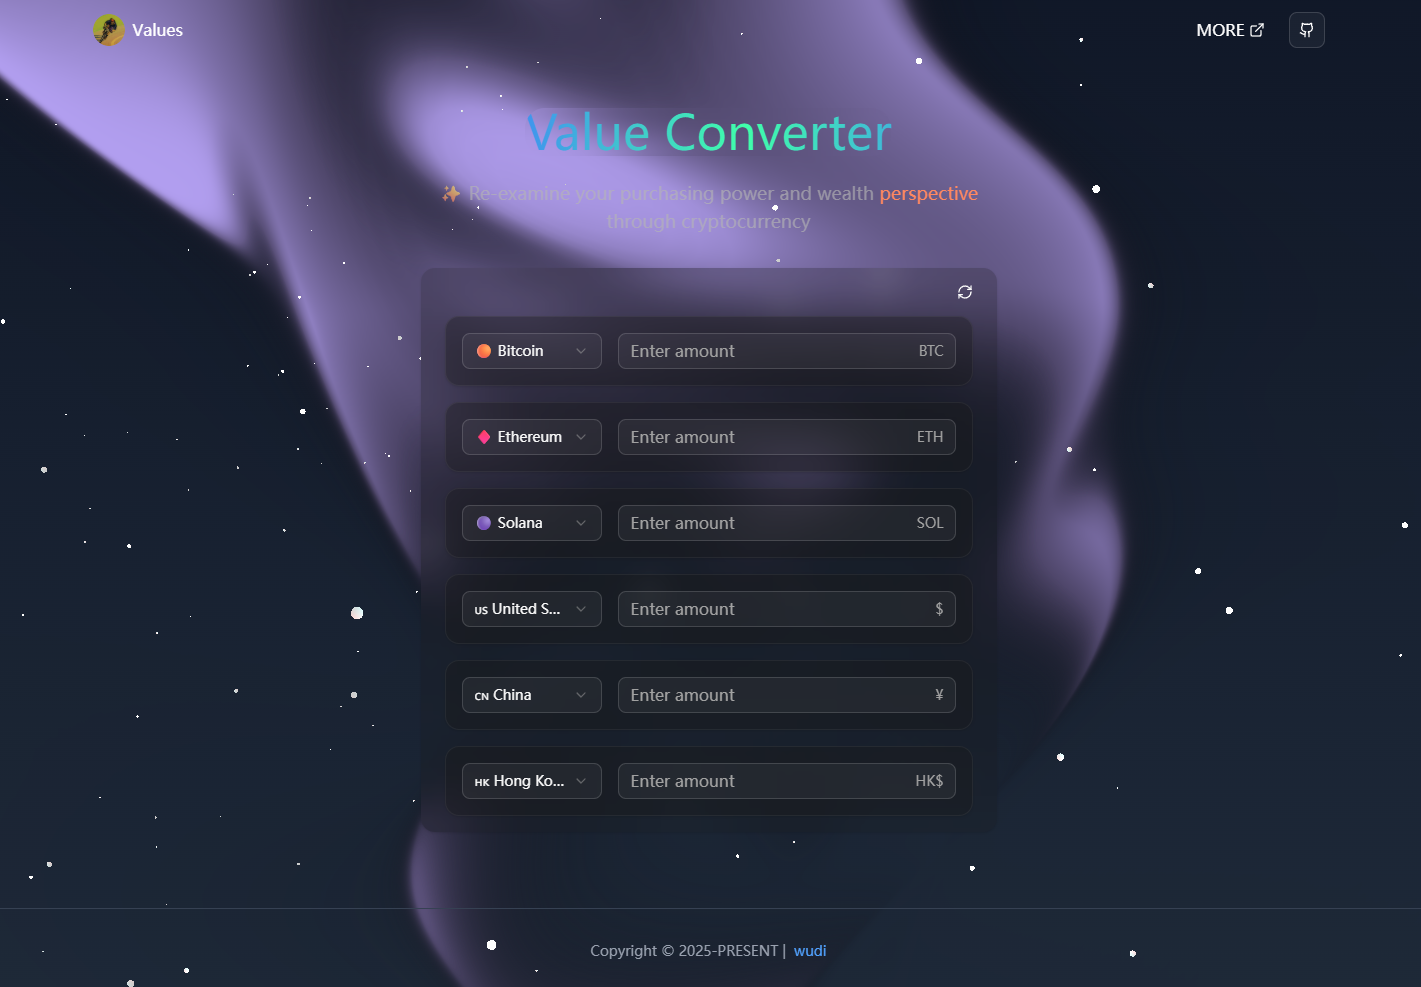 Values
MORE
Value Converter
✨ Re-examine your purchasing power and wealth perspective
through cryptocurrency
Bitcoin Enter amount BTC
Ethereum Enter amount ETH
Solana Enter amount SOL
US United S... Enter amount $
CN China Enter amount ¥
HK Hong Ko... Enter amount HK$
Copyright © 2025-PRESENT | wudi